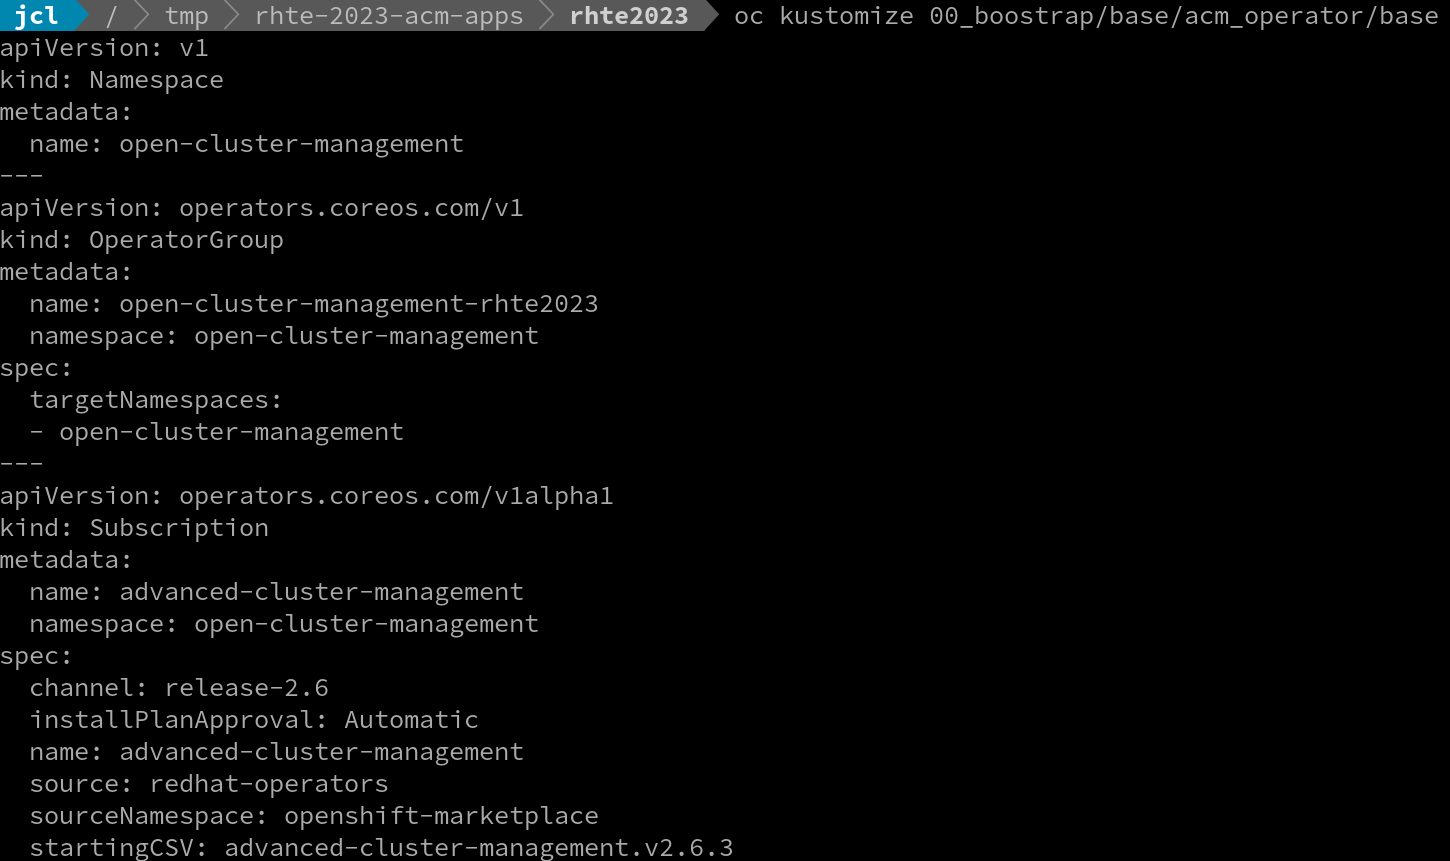 jcl / tmp rhte-2023-acm-apps rhte2023 oc kustomize 00_boostrap/base/acm_operator/base
apiVersion: v1
kind: Namespace
metadata:
  name: open-cluster-management
---
apiVersion: operators.coreos.com/v1
kind: OperatorGroup
metadata:
  name: open-cluster-management-rhte2023
  namespace: open-cluster-management
spec:
  targetNamespaces:
  - open-cluster-management
---
apiVersion: operators.coreos.com/v1alpha1
kind: Subscription
metadata:
  name: advanced-cluster-management
  namespace: open-cluster-management
spec:
  channel: release-2.6
  installPlanApproval: Automatic
  name: advanced-cluster-management
  source: redhat-operators
  sourceNamespace: openshift-marketplace
  startingCSV: advanced-cluster-management.v2.6.3